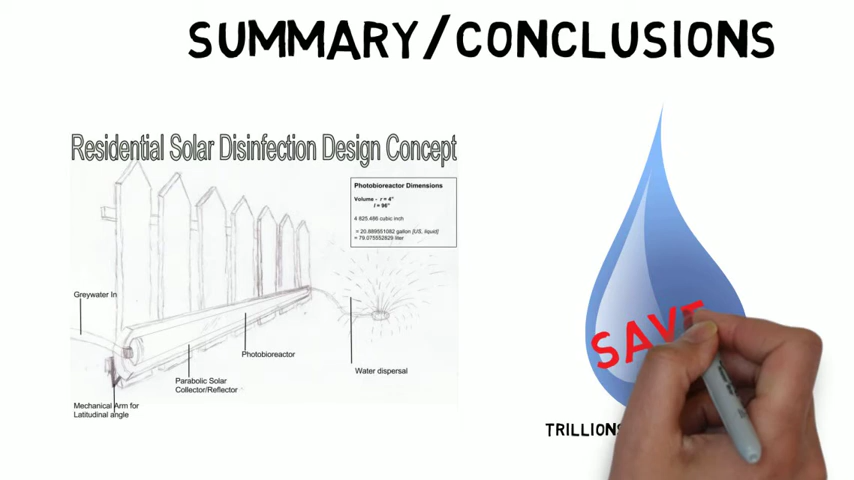 SUMMARY/CONCLUSIONS
Residential Solar Disinfection Design Concept
Photobioreactor Dimensions
Volume - r = 4"
l = 96"
4 825.486 cubic inch
= 20.889551082 gallon [US, liquid]
= 79.075552629 liter
Greywater In
Photobioreactor
Parabolic Solar
Collector/Reflector
Water dispersal
Mechanical Arm for
Latitudinal angle
SAVE